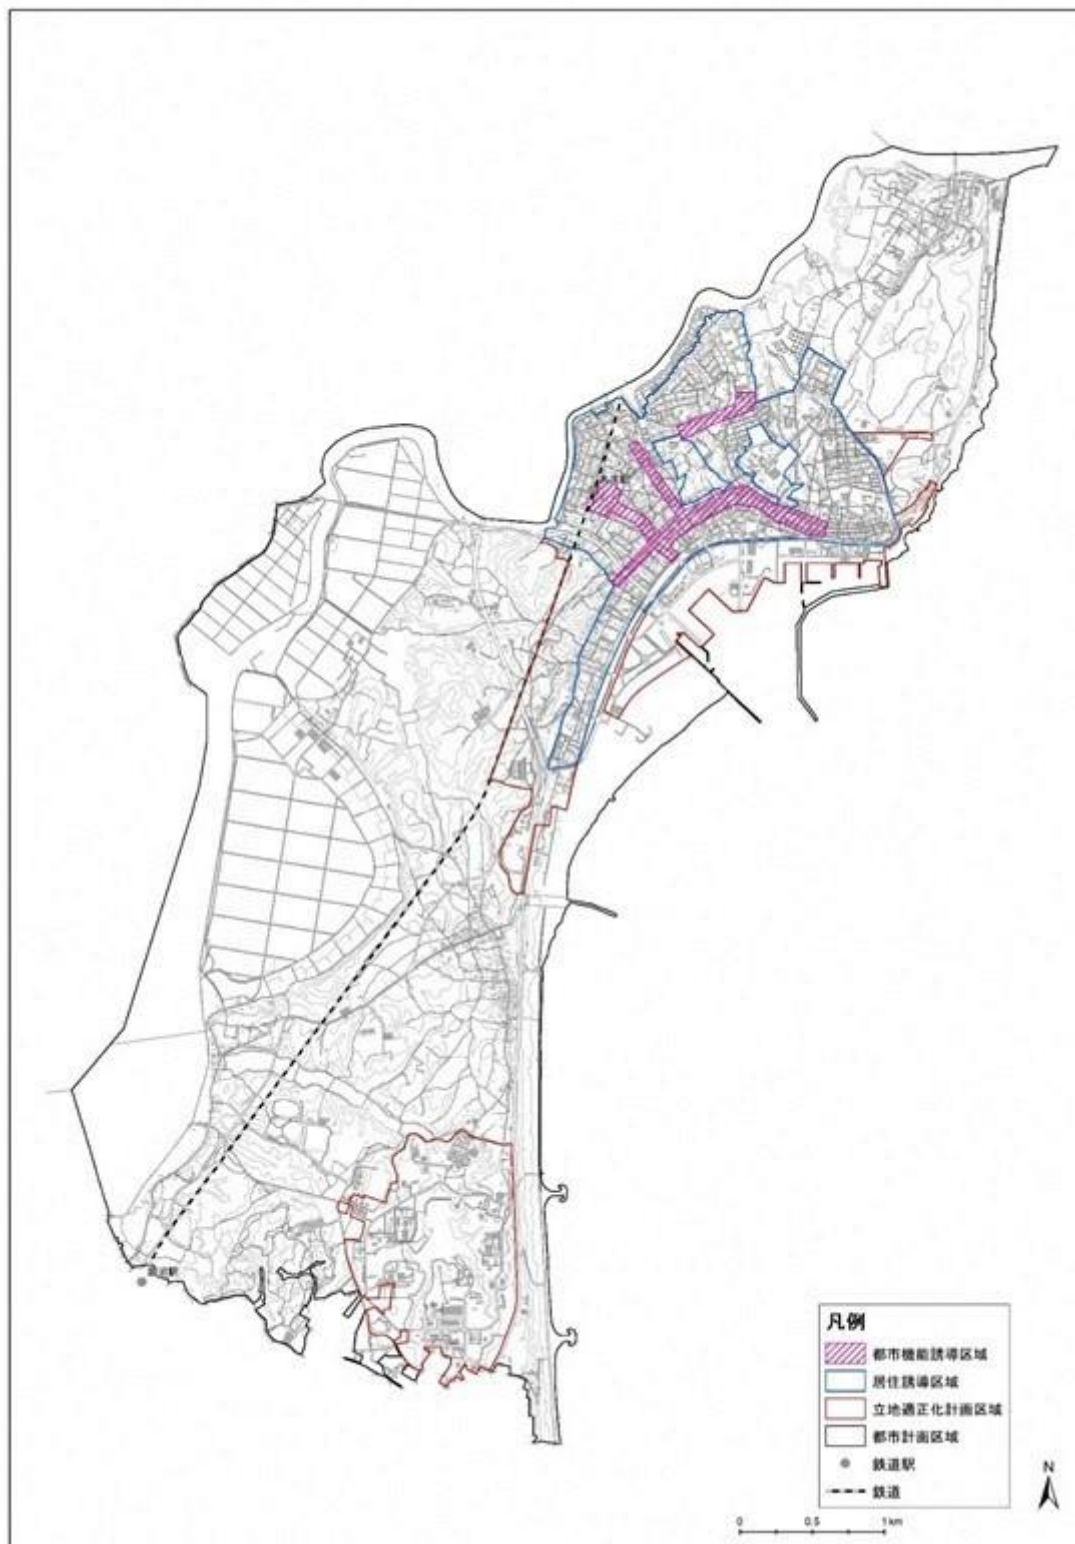 凡例
都市機能誘導区域
居住誘導区域
立地適正化計画区域
都市計画区域
鉄道駅
鉄道
N
0 0.5 1km